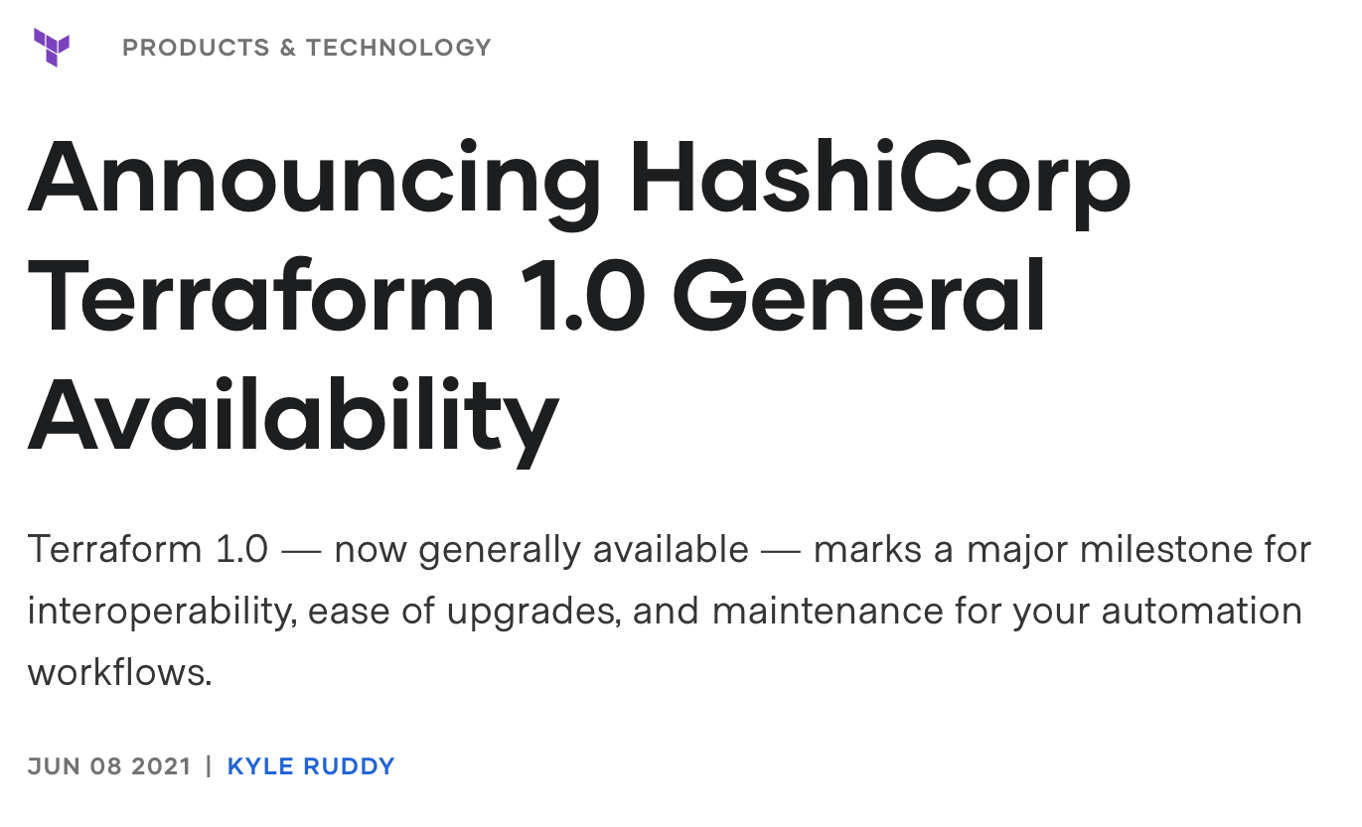 PRODUCTS & TECHNOLOGY
Announcing HashiCorp
Terraform 1.0 General
Availability
Terraform 1.0 — now generally available — marks a major milestone for
interoperability, ease of upgrades, and maintenance for your automation
workflows.
JUN 08 2021 | KYLE RUDDY